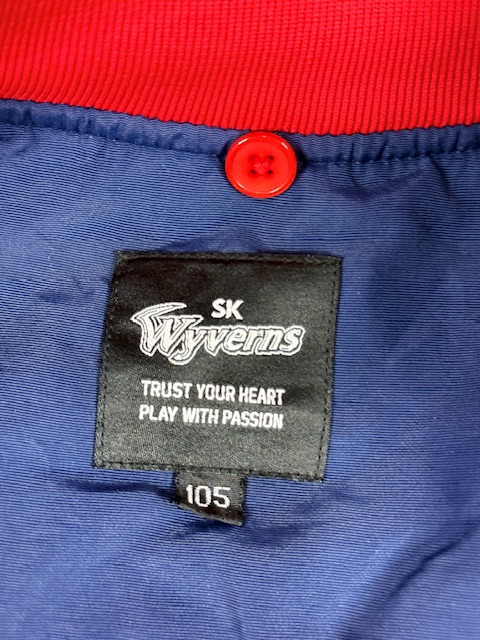 SK
Wyverns
TRUST YOUR HEART
PLAY WITH PASSION
105